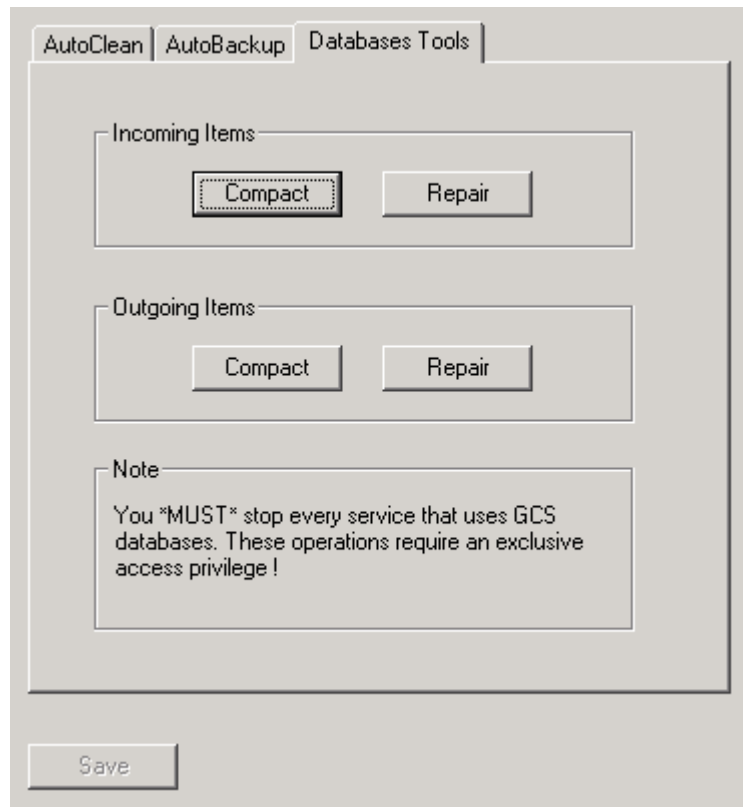 AutoClean AutoBackup Databases Tools
Incoming Items
Compact Repair
Outgoing Items
Compact Repair
Note
You *MUST* stop every service that uses GCS
databases. These operations require an exclusive
access privilege !
Save